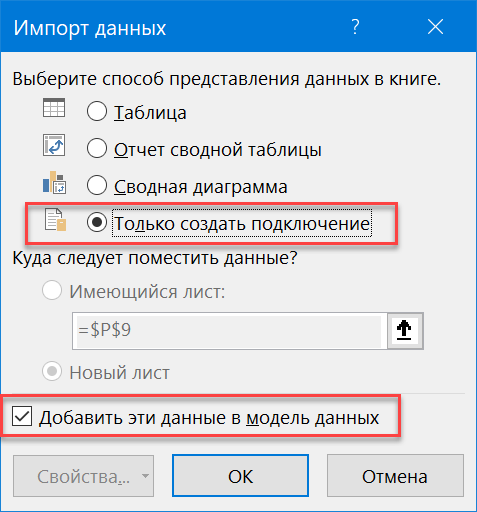 Импорт данных
Выберите способ представления данных в книге.
Таблица
Отчет сводной таблицы
Сводная диаграмма
Только создать подключение
Куда следует поместить данные?
Имеющийся лист:
=$P$9
Новый лист
Добавить эти данные в модель данных
Свойства...
ОК
Отмена